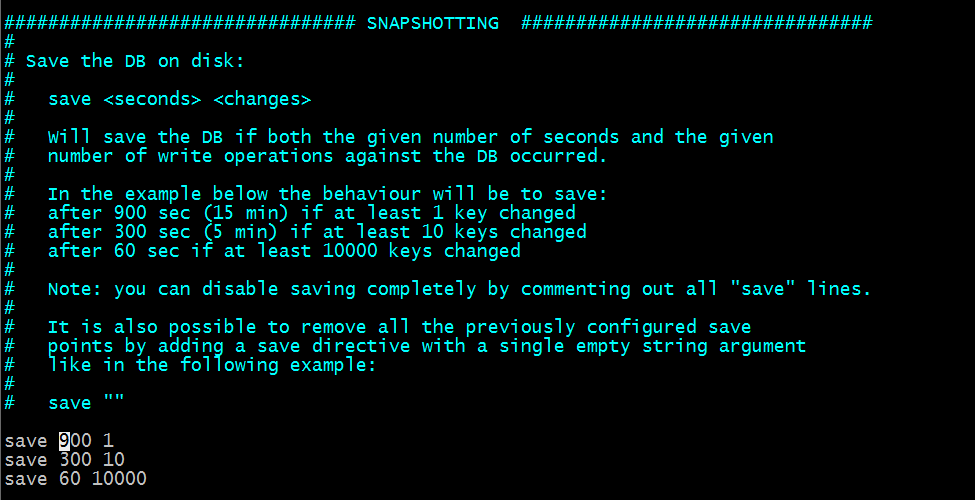 ################################ SNAPSHOTTING  ################################
#
# Save the DB on disk:
#
#   save <seconds> <changes>
#
#   Will save the DB if both the given number of seconds and the given
#   number of write operations against the DB occurred.
#
#   In the example below the behaviour will be to save:
#   after 900 sec (15 min) if at least 1 key changed
#   after 300 sec (5 min) if at least 10 keys changed
#   after 60 sec if at least 10000 keys changed
#
#   Note: you can disable saving completely by commenting out all "save" lines.
#
#   It is also possible to remove all the previously configured save
#   points by adding a save directive with a single empty string argument
#   like in the following example:
#
#   save ""

save 900 1
save 300 10
save 60 10000